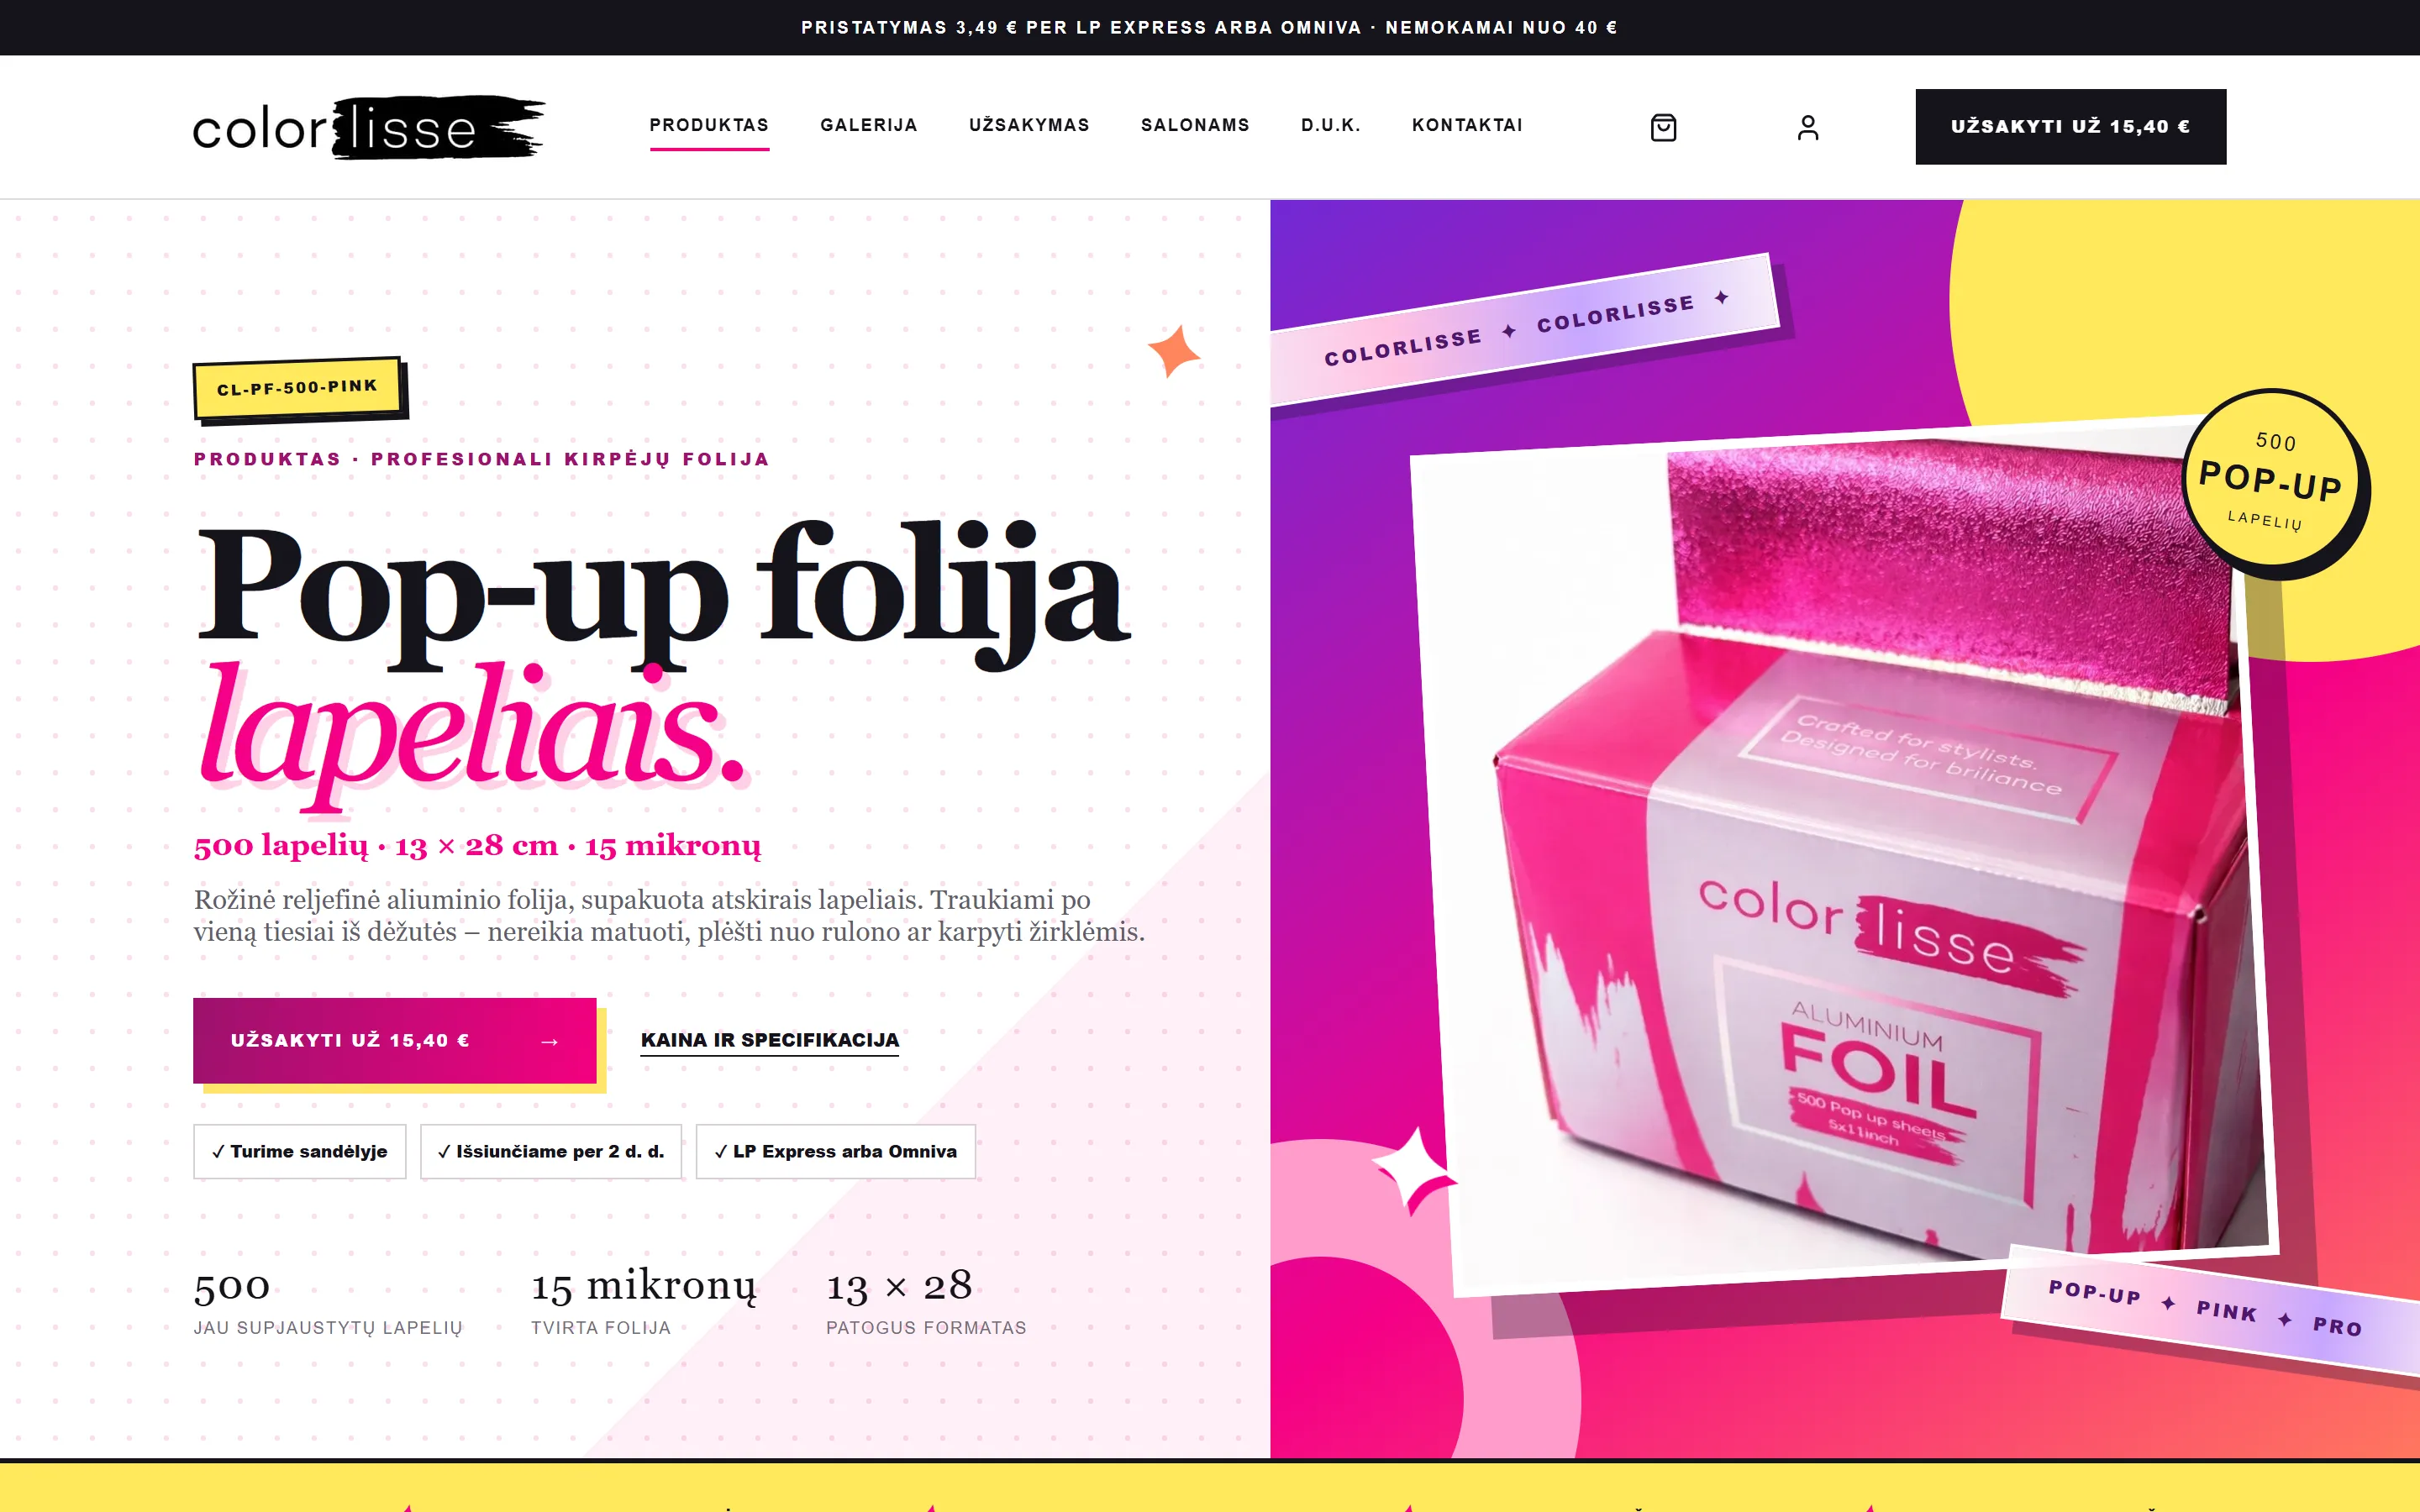 PRISTATYMAS 3,49 € PER LP EXPRESS ARBA OMNIVA · NEMOKAMAI NUO 40 €
colorlisse
PRODUKTAS
GALERIJA
UŽSAKYMAS
SALONAMS
D.U.K.
KONTAKTAI
UŽSAKYTI UŽ 15,40 €
CL-PF-500-PINK
PRODUKTAS · PROFESIONALI KIRPĖJŲ FOLIJA
Pop-up folija
lapeliais.
500 lapelių · 13 × 28 cm · 15 mikronų
Rožinė reljefinė aliuminio folija, supakuota atskirais lapeliais. Traukiami po
vieną tiesiai iš dėžutės – nereikia matuoti, plėšti nuo rulono ar karpyti žirklėmis.
UŽSAKYTI UŽ 15,40 € →
KAINA IR SPECIFIKACIJA
✓ Turime sandėlyje
✓ Išsiunčiame per 2 d. d.
✓ LP Express arba Omniva
500
JAU SUPJAUSTYTŲ LAPELIŲ
15 mikronų
TVIRTA FOLIJA
13 × 28
PATOGUS FORMATAS
COLORLISSE ✦ COLORLISSE ✦
500
POP-UP
LAPELIŲ
Crafted for stylists.
Designed for briliance
colorlisse
ALUMINIUM
FOIL
500 Pop up sheets
5x11inch
POP-UP ✦ PINK ✦ PRO